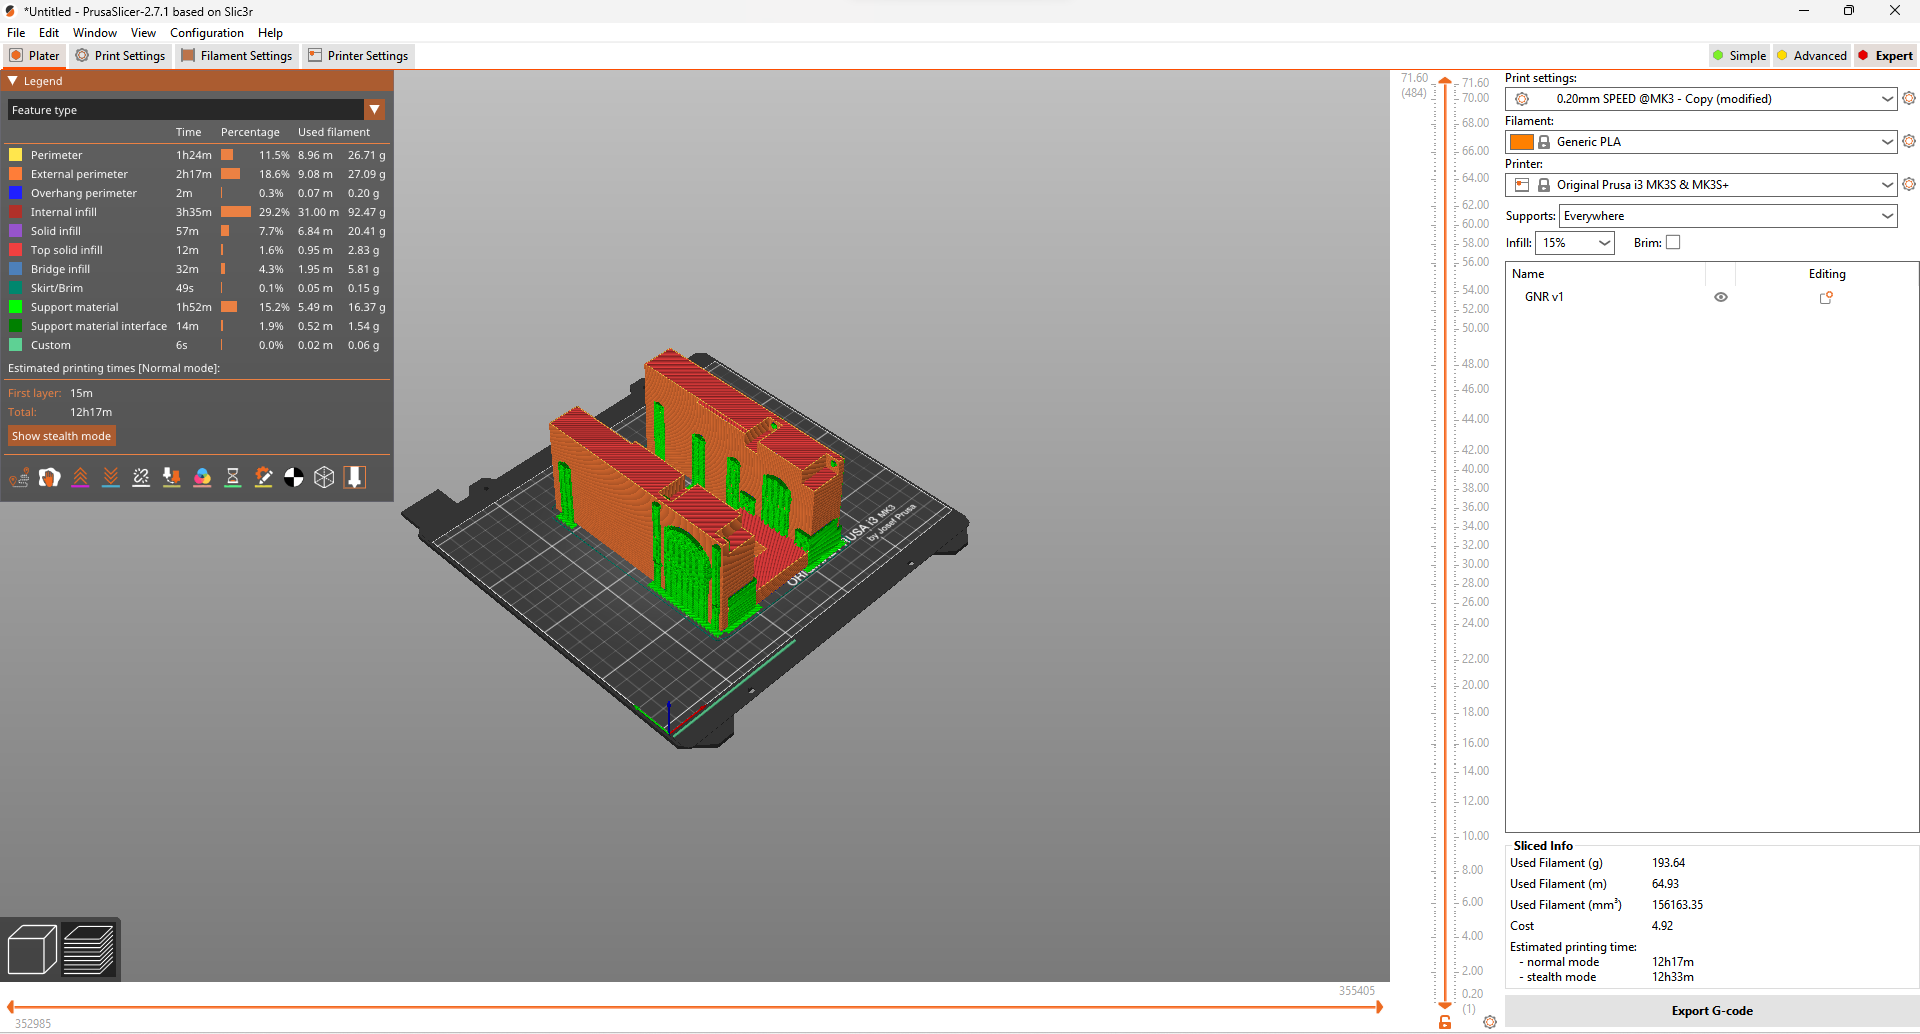 *Untitled - PrusaSlicer-2.7.1 based on Slic3r
File Edit Window View Configuration Help
Plater Print Settings Filament Settings Printer Settings Simple Advanced Expert
Legend
Feature type
Time Percentage Used filament
Perimeter 1h24m 11.5% 8.96 m 26.71 g
External perimeter 2h17m 18.6% 9.08 m 27.09 g
Overhang perimeter 2m 0.3% 0.07 m 0.20 g
Internal infill 3h35m 29.2% 31.00 m 92.47 g
Solid infill 57m 7.7% 6.84 m 20.41 g
Top solid infill 12m 1.6% 0.95 m 2.83 g
Bridge infill 32m 4.3% 1.95 m 5.81 g
Skirt/Brim 49s 0.1% 0.05 m 0.15 g
Support material 1h52m 15.2% 5.49 m 16.37 g
Support material interface 14m 1.9% 0.52 m 1.54 g
Custom 6s 0.0% 0.02 m 0.06 g
Estimated printing times [Normal mode]:
First layer: 15m
Total: 12h17m
Show stealth mode
USA i3 MK3
by Josef Prusa
71.60
(484)
71.60
70.00
68.00
66.00
64.00
62.00
60.00
58.00
56.00
54.00
52.00
50.00
48.00
46.00
44.00
42.00
40.00
38.00
36.00
34.00
32.00
30.00
28.00
26.00
24.00
22.00
20.00
18.00
16.00
14.00
12.00
10.00
8.00
6.00
4.00
2.00
0.20
(1)
355405
352985
Print settings:
0.20mm SPEED @MK3 - Copy (modified)
Filament:
Generic PLA
Printer:
Original Prusa i3 MK3S & MK3S+
Supports: Everywhere
Infill: 15% Brim:
Name Editing
GNR v1
Sliced Info
Used Filament (g) 193.64
Used Filament (m) 64.93
Used Filament (mm³) 156163.35
Cost 4.92
Estimated printing time:
- normal mode 12h17m
- stealth mode 12h33m
Export G-code